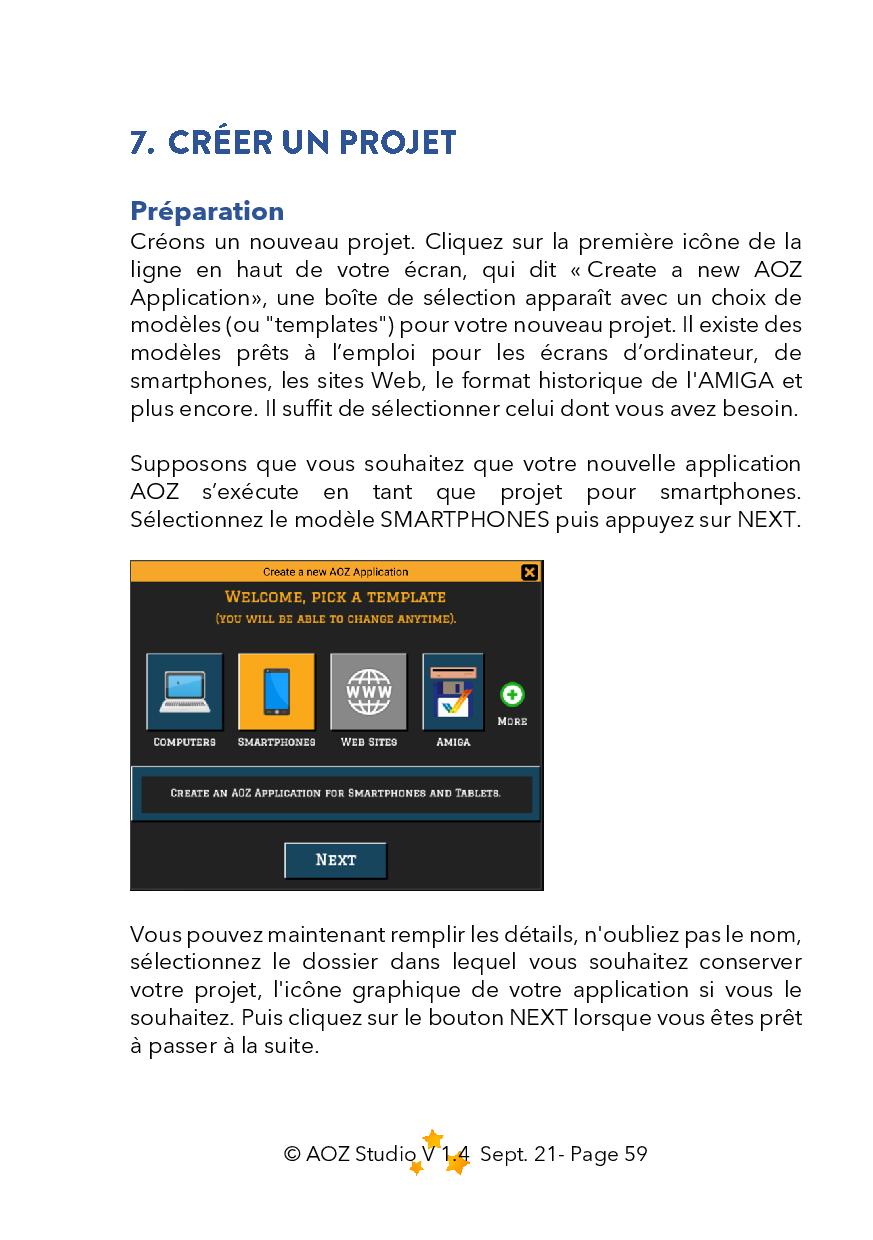 7. CRÉER UN PROJET
Préparation
Créons un nouveau projet. Cliquez sur la première icône de la
ligne en haut de votre écran, qui dit « Create a new AOZ
Application», une boîte de sélection apparaît avec un choix de
modèles (ou "templates") pour votre nouveau projet. Il existe des
modèles prêts à l’emploi pour les écrans d’ordinateur, de
smartphones, les sites Web, le format historique de l'AMIGA et
plus encore. Il suffit de sélectionner celui dont vous avez besoin.
Supposons que vous souhaitez que votre nouvelle application
AOZ s’exécute en tant que projet pour smartphones.
Sélectionnez le modèle SMARTPHONES puis appuyez sur NEXT.
Create a new AOZ Application
WELCOME, PICK A TEMPLATE
(YOU WILL BE ABLE TO CHANGE ANYTIME).
WWW
MORE
COMPUTERS SMARTPHONES WEB SITES AMIGA
CREATE AN AOZ APPLICATION FOR SMARTPHONES AND TABLETS.
NEXT
Vous pouvez maintenant remplir les détails, n'oubliez pas le nom,
sélectionnez le dossier dans lequel vous souhaitez conserver
votre projet, l'icône graphique de votre application si vous le
souhaitez. Puis cliquez sur le bouton NEXT lorsque vous êtes prêt
à passer à la suite.
© AOZ Studio V 1.4 Sept. 21- Page 59